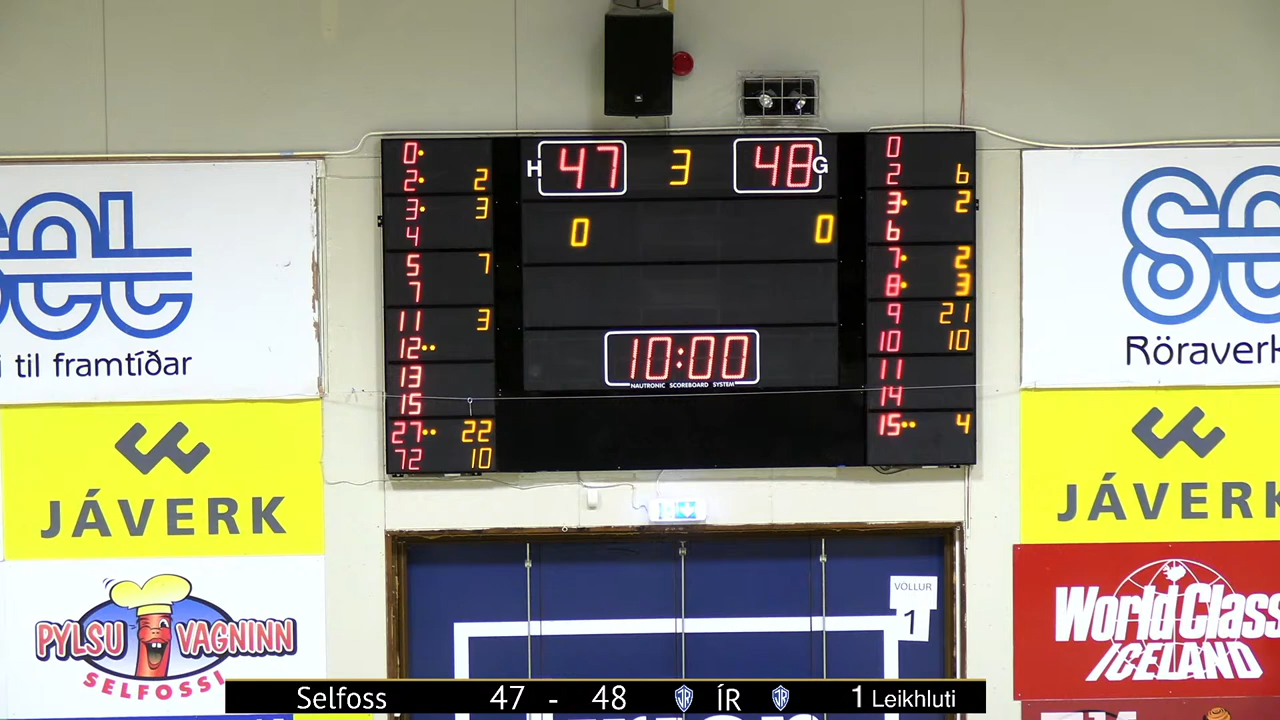 0•
2• 2
3• 3
4
5 7
7
11 3
12••
13
15
27•• 22
72 10
H 47 3 48 G
0 0
10:00
NAUTRONIC SCOREBOARD SYSTEM
0
2 6
3• 2
6
7• 2
8• 3
9 21
10 10
11
14
15•• 4
til framtíðar
JÁVERK
PYLSU VAGNINN
SELFOSSI
Röraverk
JÁVERK
World Class
ICELAND
VÖLLUR
1
Selfoss 47 - 48 ÍR 1 Leikhluti